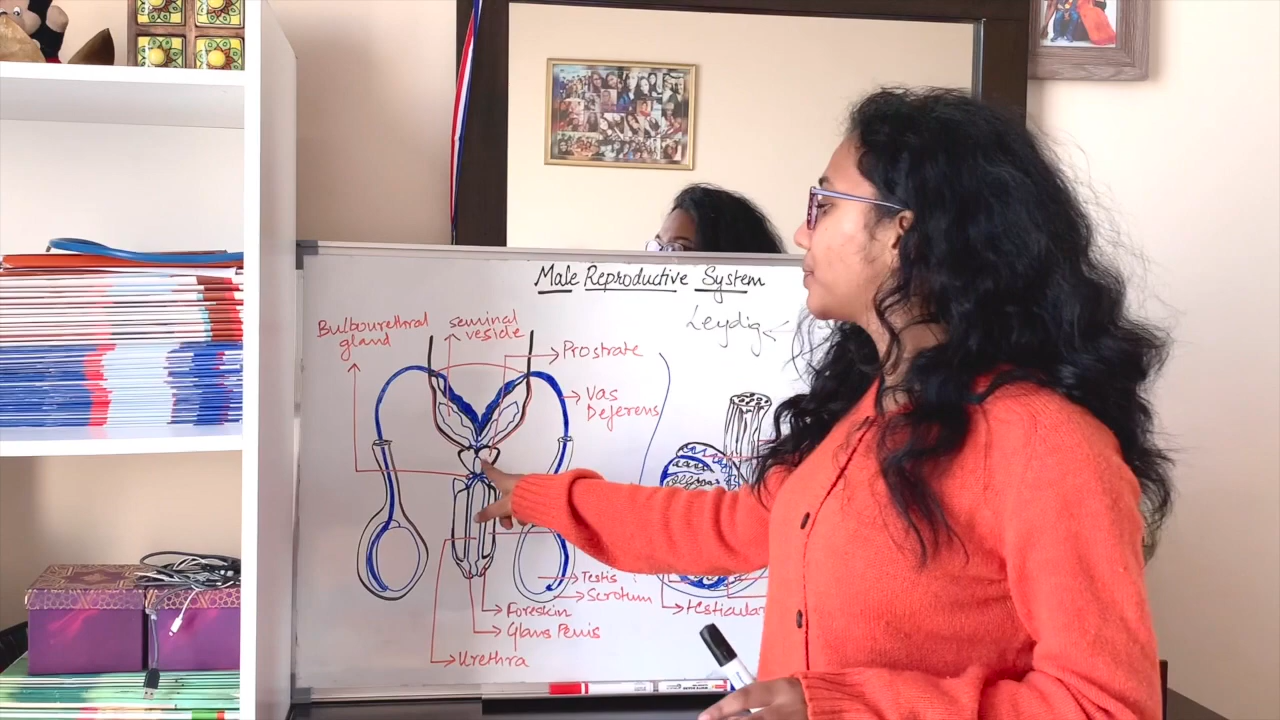 Male Reproductive System
Leydig
Bulbourethral
gland
seminal
vesicle
Prostrate
Vas
Deferens
Testis
Scrotum
Foreskin
Glans Penis
Urethra
testicular